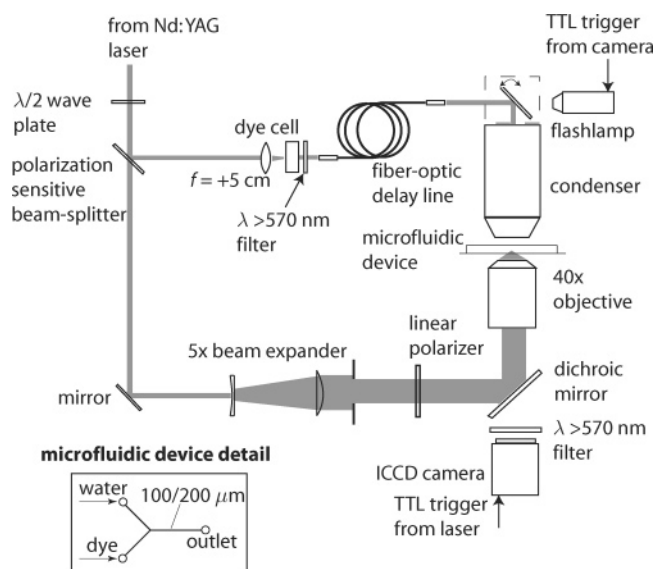 from Nd:YAG
laser
TTL trigger
from camera
λ/2 wave
plate
dye cell
flashlamp
polarization
sensitive
beam-splitter
f = +5 cm
fiber-optic
delay line
condenser
λ >570 nm
filter
microfluidic
device
40x
objective
linear
polarizer
5x beam expander
dichroic
mirror
mirror
λ >570 nm
filter
microfluidic device detail
ICCD camera
water
100/200 μm
TTL trigger
from laser
dye
outlet